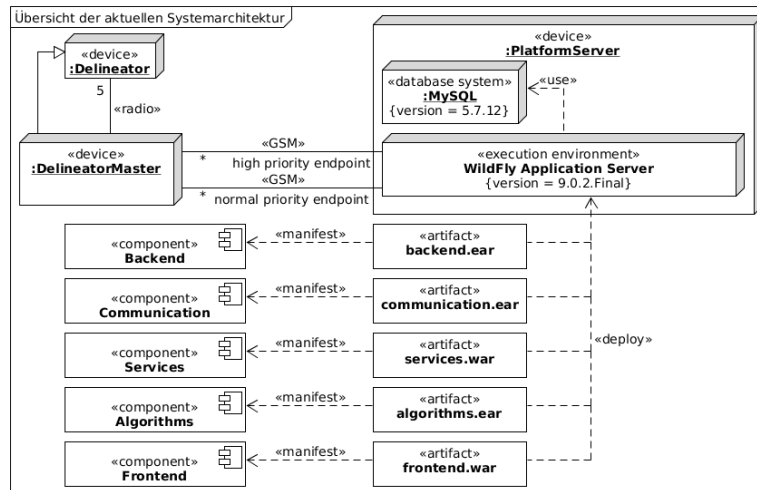 Übersicht der aktuellen Systemarchitektur
«device»
:Delineator
5
«radio»
«device»
:DelineatorMaster
«device»
:PlatformServer
«database system»
:MySQL
{version = 5.7.12}
«use»
«GSM»
* high priority endpoint
«GSM»
* normal priority endpoint
«execution environment»
WildFly Application Server
{version = 9.0.2.Final}
«component»
Backend
«manifest»
«artifact»
backend.ear
«component»
Communication
«manifest»
«artifact»
communication.ear
«component»
Services
«manifest»
«artifact»
services.war
«deploy»
«component»
Algorithms
«manifest»
«artifact»
algorithms.ear
«component»
Frontend
«manifest»
«artifact»
frontend.war